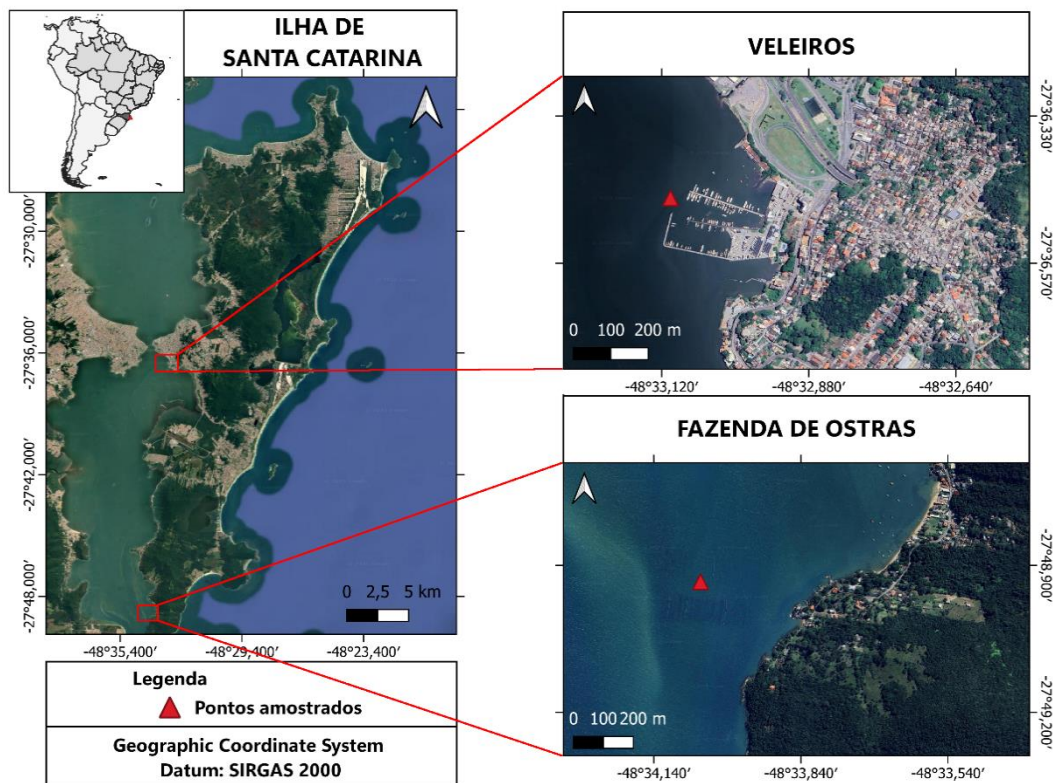 ILHA DE
SANTA CATARINA
-27°30,000'
-27°36,000'
-27°42,000'
-27°48,000'
0 2,5 5 km
-48°35,400' -48°29,400' -48°23,400'
Legenda
Pontos amostrados
Geographic Coordinate System
Datum: SIRGAS 2000
VELEIROS
-27°36,330'
-27°36,570'
0 100 200 m
-48°33,120' -48°32,880' -48°32,640'
FAZENDA DE OSTRAS
-27°48,900'
-27°49,200'
0 100 200 m
-48°34,140' -48°33,840' -48°33,540'